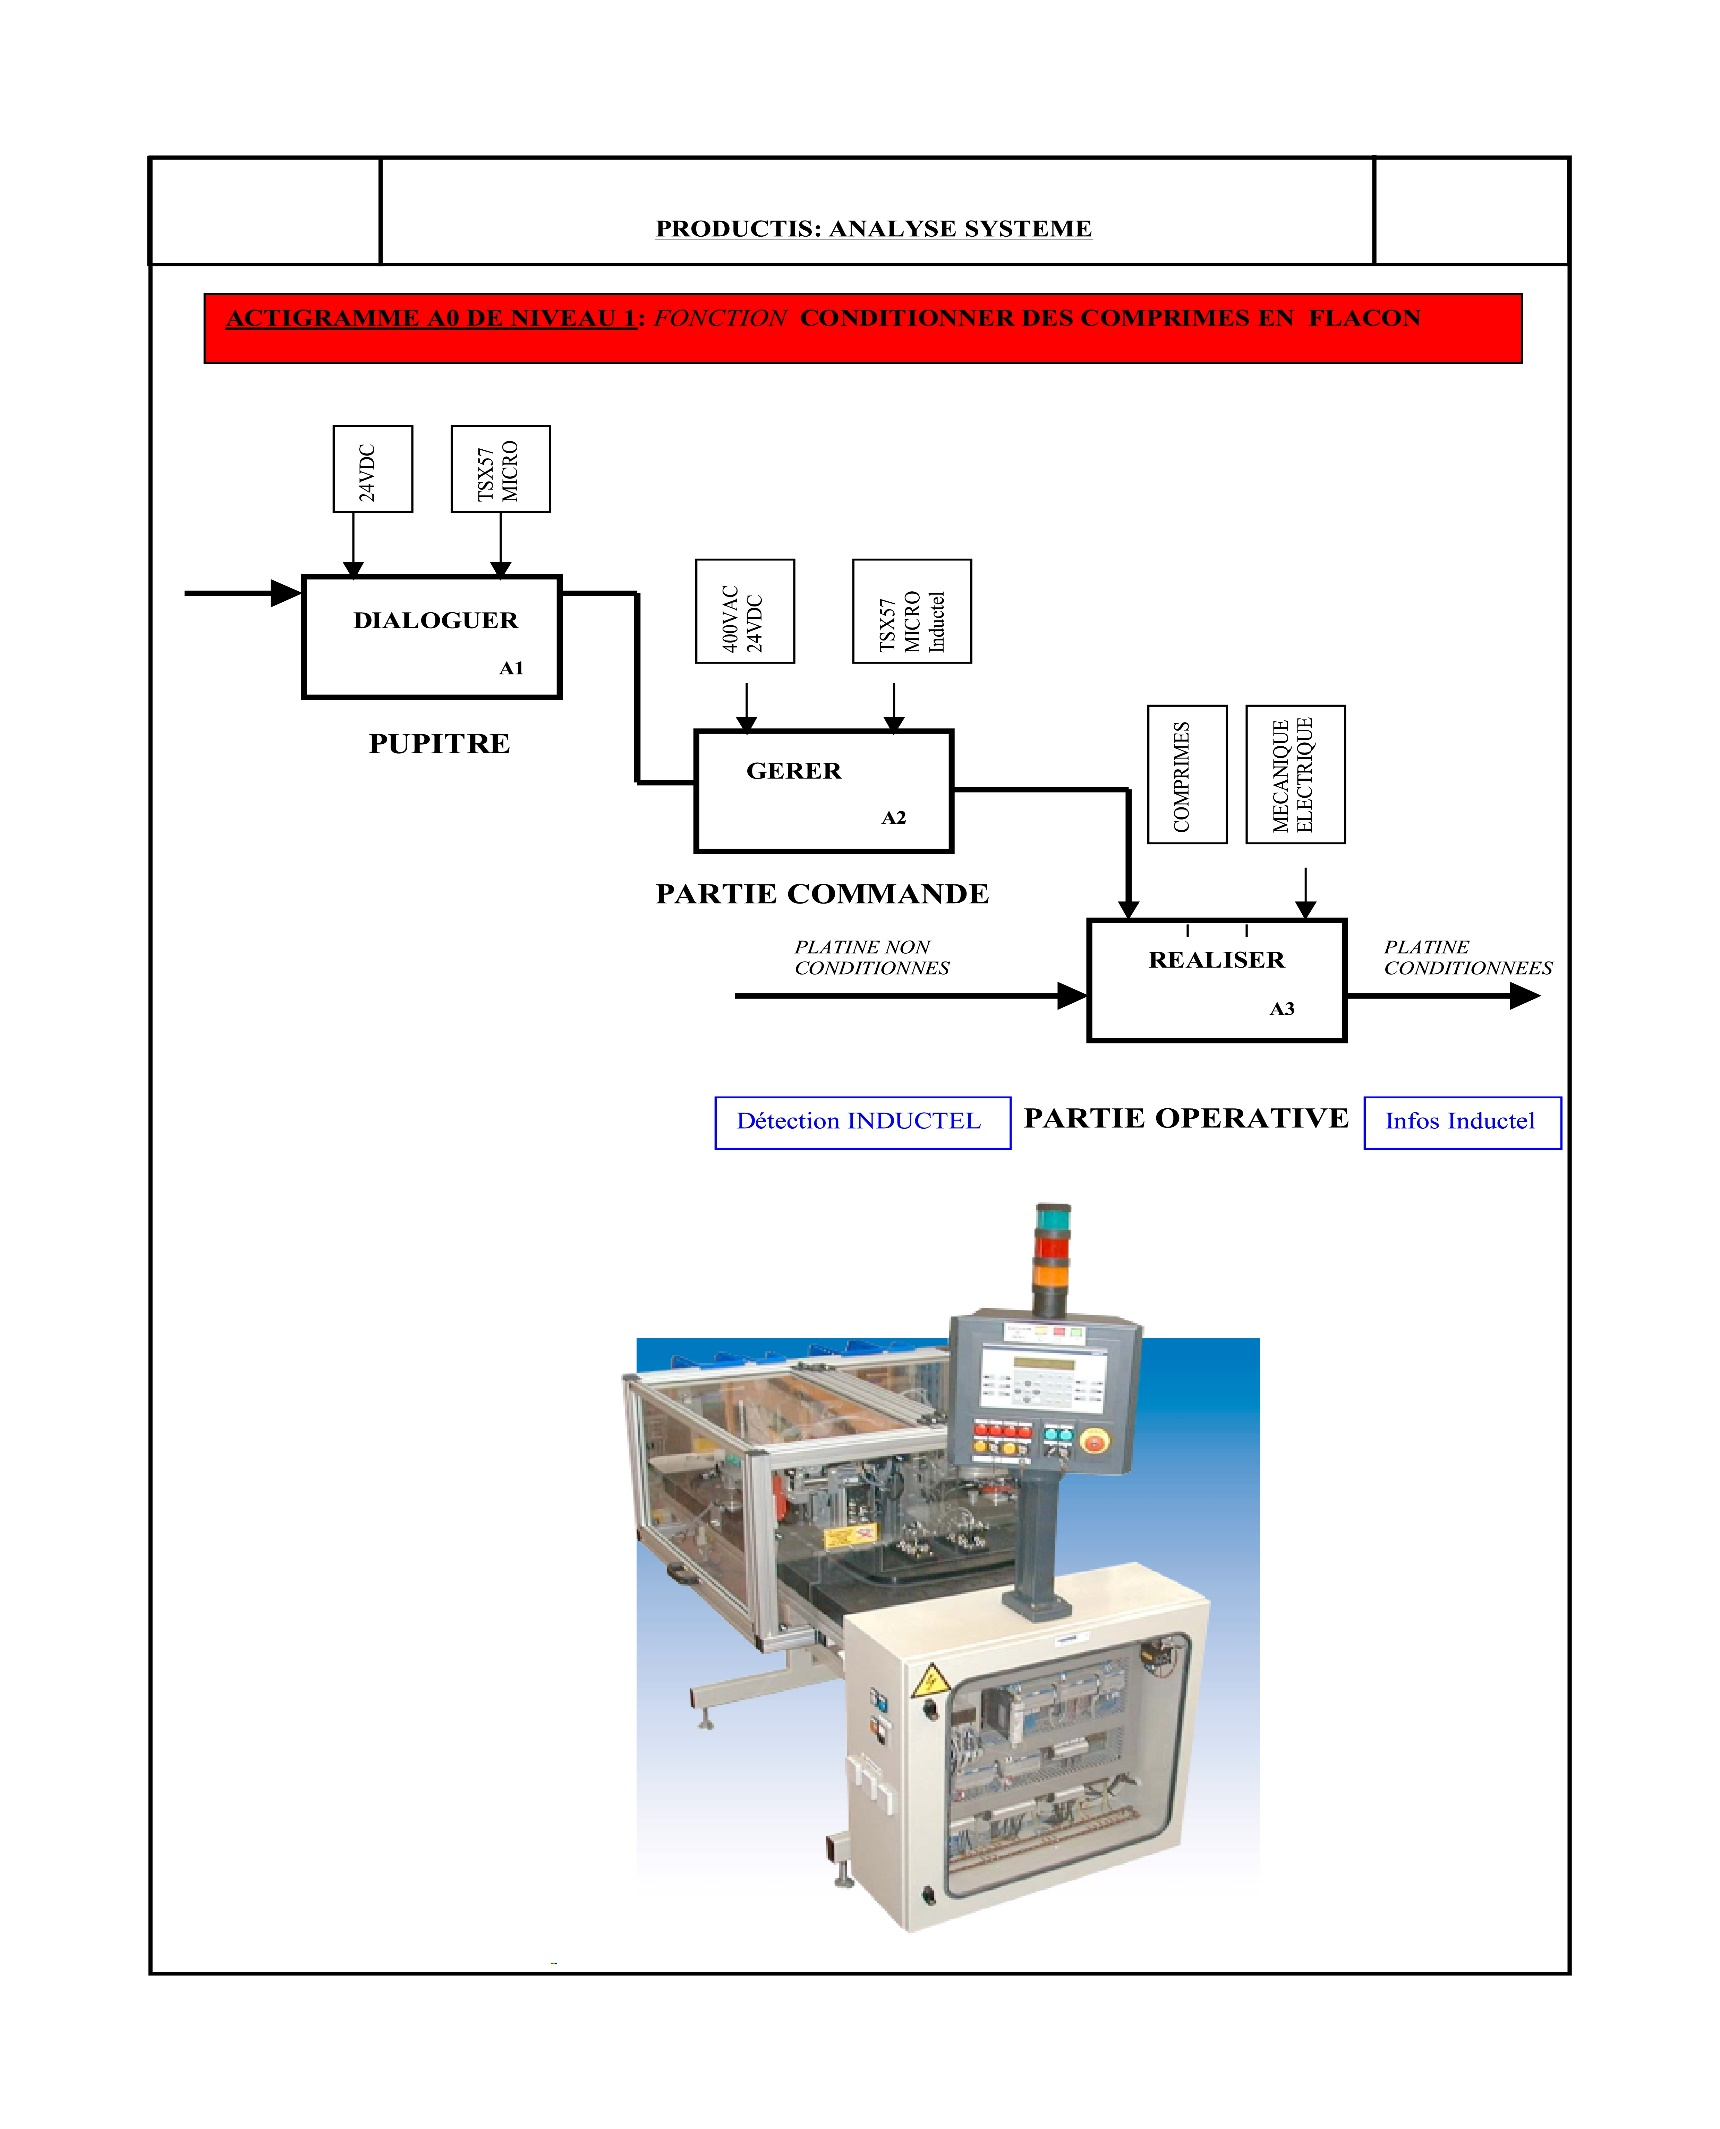 PRODUCTIS: ANALYSE SYSTEME
ACTIGRAMME A0 DE NIVEAU 1: FONCTION CONDITIONNER DES COMPRIMES EN FLACON
24VDC
TSX57
MICRO
DIALOGUER
A1
PUPITRE
400VAC
24VDC
TSX57
MICRO
Inductel
GERER
A2
PARTIE COMMANDE
COMPRIMES
MECANIQUE
ELECTRIQUE
PLATINE NON
CONDITIONNES
REALISER
A3
PLATINE
CONDITIONNEES
Détection INDUCTEL
PARTIE OPERATIVE
Infos Inductel